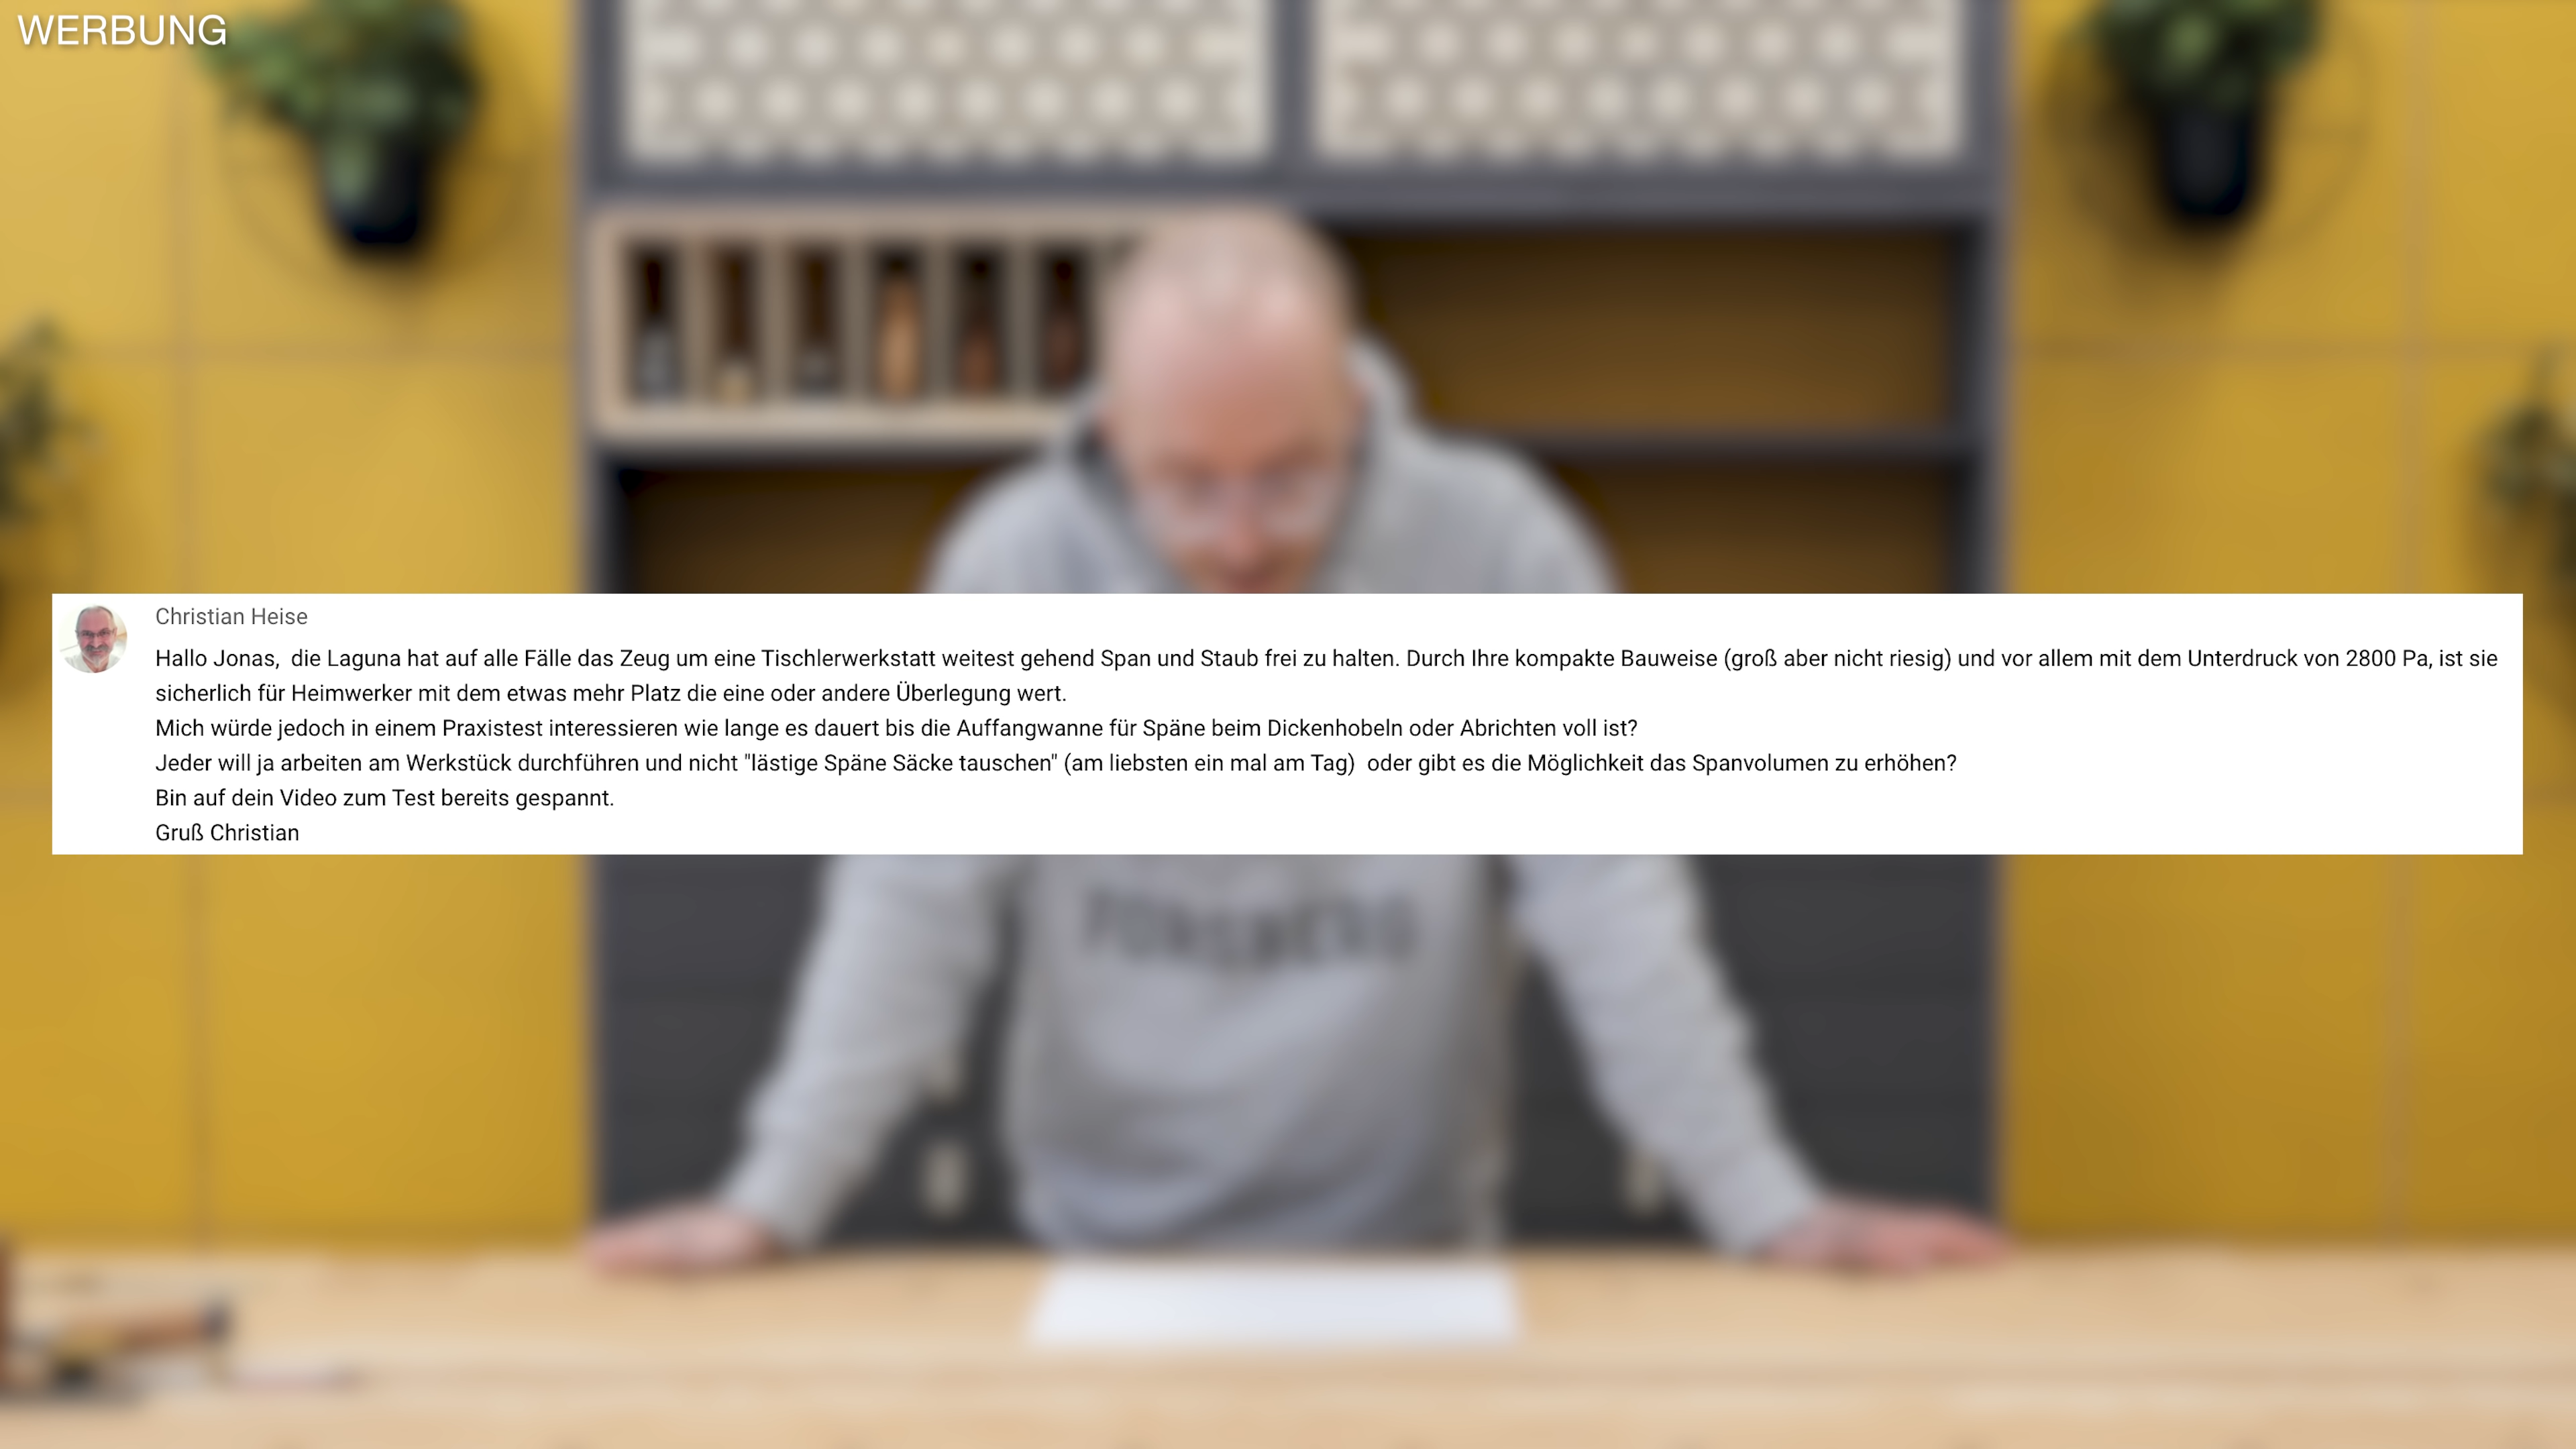 WERBUNG
Christian Heise
Hallo Jonas,  die Laguna hat auf alle Fälle das Zeug um eine Tischlerwerkstatt weitest gehend Span und Staub frei zu halten. Durch Ihre kompakte Bauweise (groß aber nicht riesig) und vor allem mit dem Unterdruck von 2800 Pa, ist sie
sicherlich für Heimwerker mit dem etwas mehr Platz die eine oder andere Überlegung wert.
Mich würde jedoch in einem Praxistest interessieren wie lange es dauert bis die Auffangwanne für Späne beim Dickenhobeln oder Abrichten voll ist?
Jeder will ja arbeiten am Werkstück durchführen und nicht "lästige Späne Säcke tauschen" (am liebsten ein mal am Tag)  oder gibt es die Möglichkeit das Spanvolumen zu erhöhen?
Bin auf dein Video zum Test bereits gespannt.
Gruß Christian